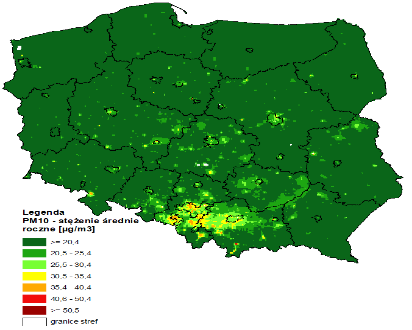 Legenda
PM10 - stężenie średnie
roczne [µg/m3]
>= 20,4
20,5 - 25,4
25,5 - 30,4
30,5 - 35,4
35,4 - 40,4
40,6 - 50,4
>= 50,5
granice stref